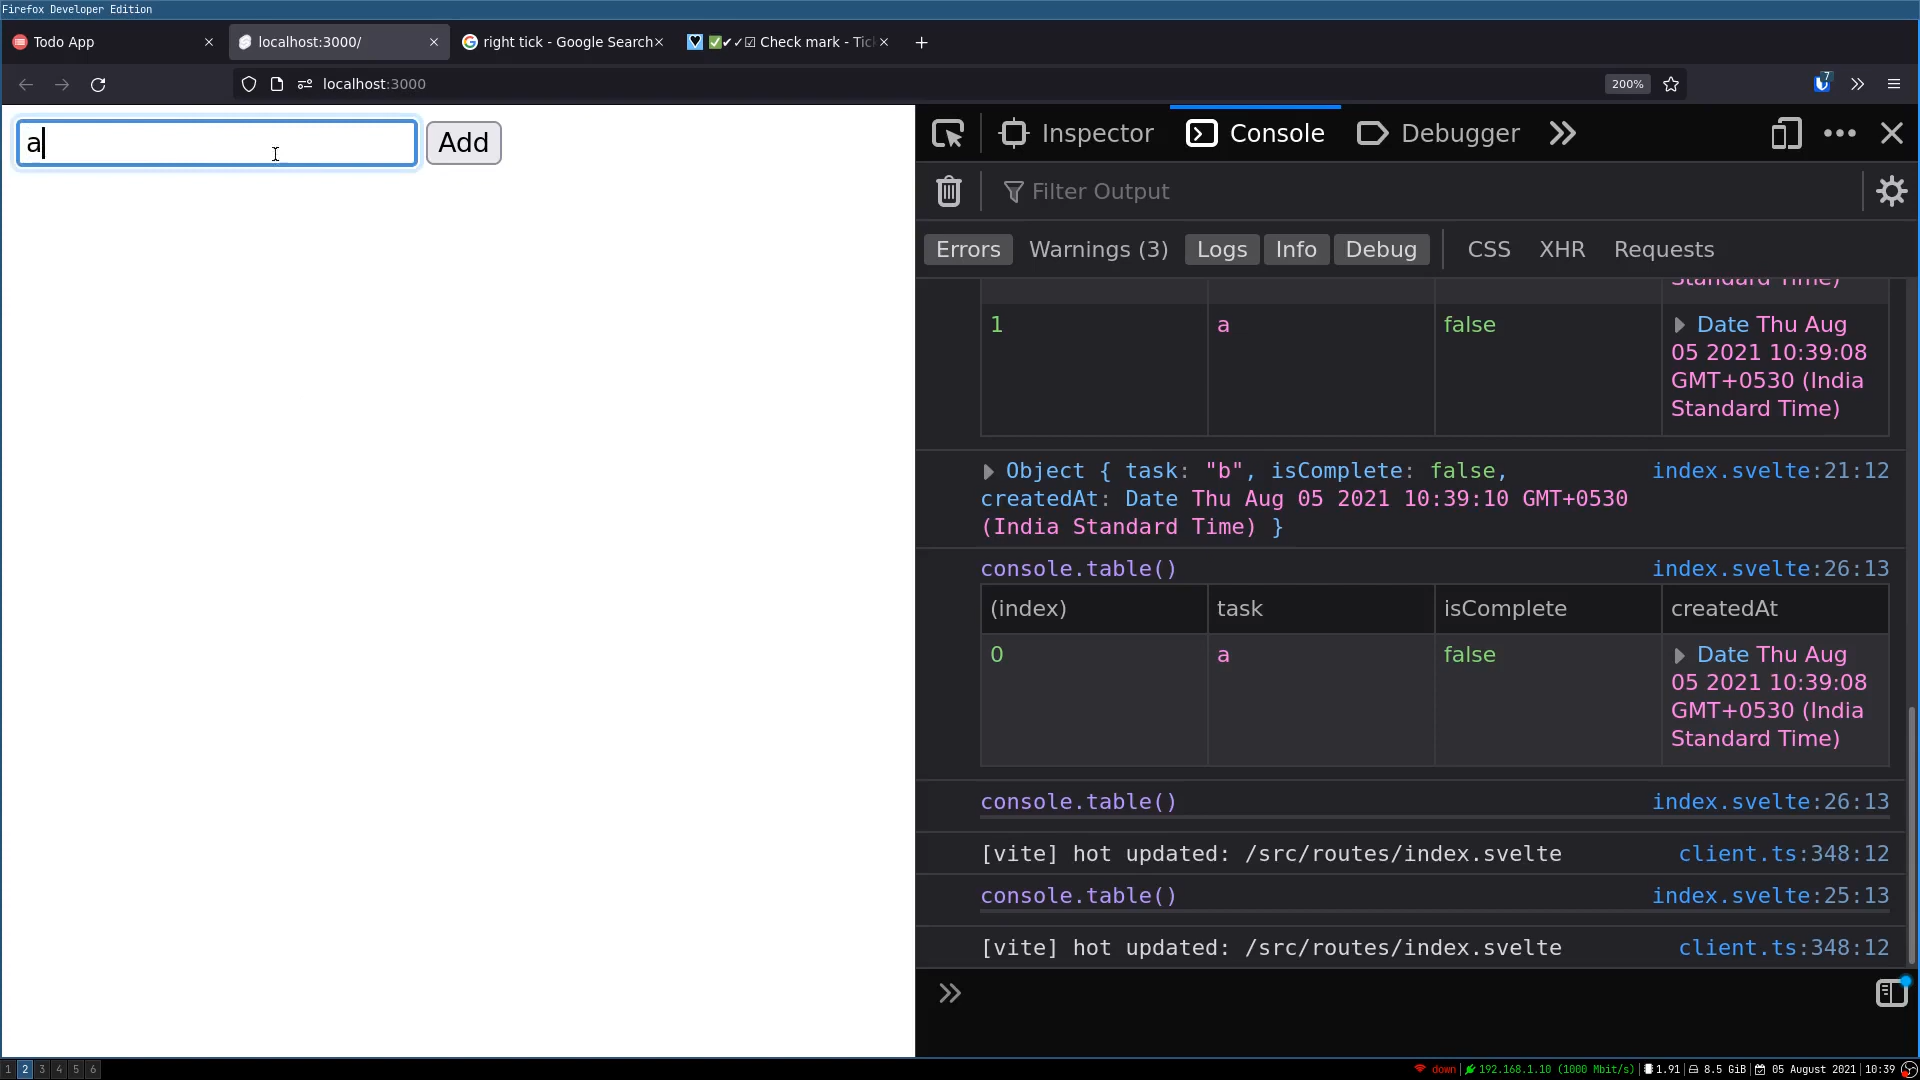 Firefox Developer Edition
Todo App
localhost:3000/
right tick - Google Search
✅✔✓☑ Check mark - Tic
localhost:3000
200%
7
a
Add
Inspector
Console
Debugger
Filter Output
Errors
Warnings (3)
Logs
Info
Debug
CSS
XHR
Requests
Standard Time)
1 a false Date Thu Aug
05 2021 10:39:08
GMT+0530 (India
Standard Time)
Object { task: "b", isComplete: false, index.svelte:21:12
createdAt: Date Thu Aug 05 2021 10:39:10 GMT+0530
(India Standard Time) }
console.table() index.svelte:26:13
(index) task isComplete createdAt
0 a false Date Thu Aug
05 2021 10:39:08
GMT+0530 (India
Standard Time)
console.table() index.svelte:26:13
[vite] hot updated: /src/routes/index.svelte client.ts:348:12
console.table() index.svelte:25:13
[vite] hot updated: /src/routes/index.svelte client.ts:348:12
1 2 3 4 5 6
down | 192.168.1.10 (1000 Mbit/s) | 1.91 | 8.5 GiB | 05 August 2021 | 10:39